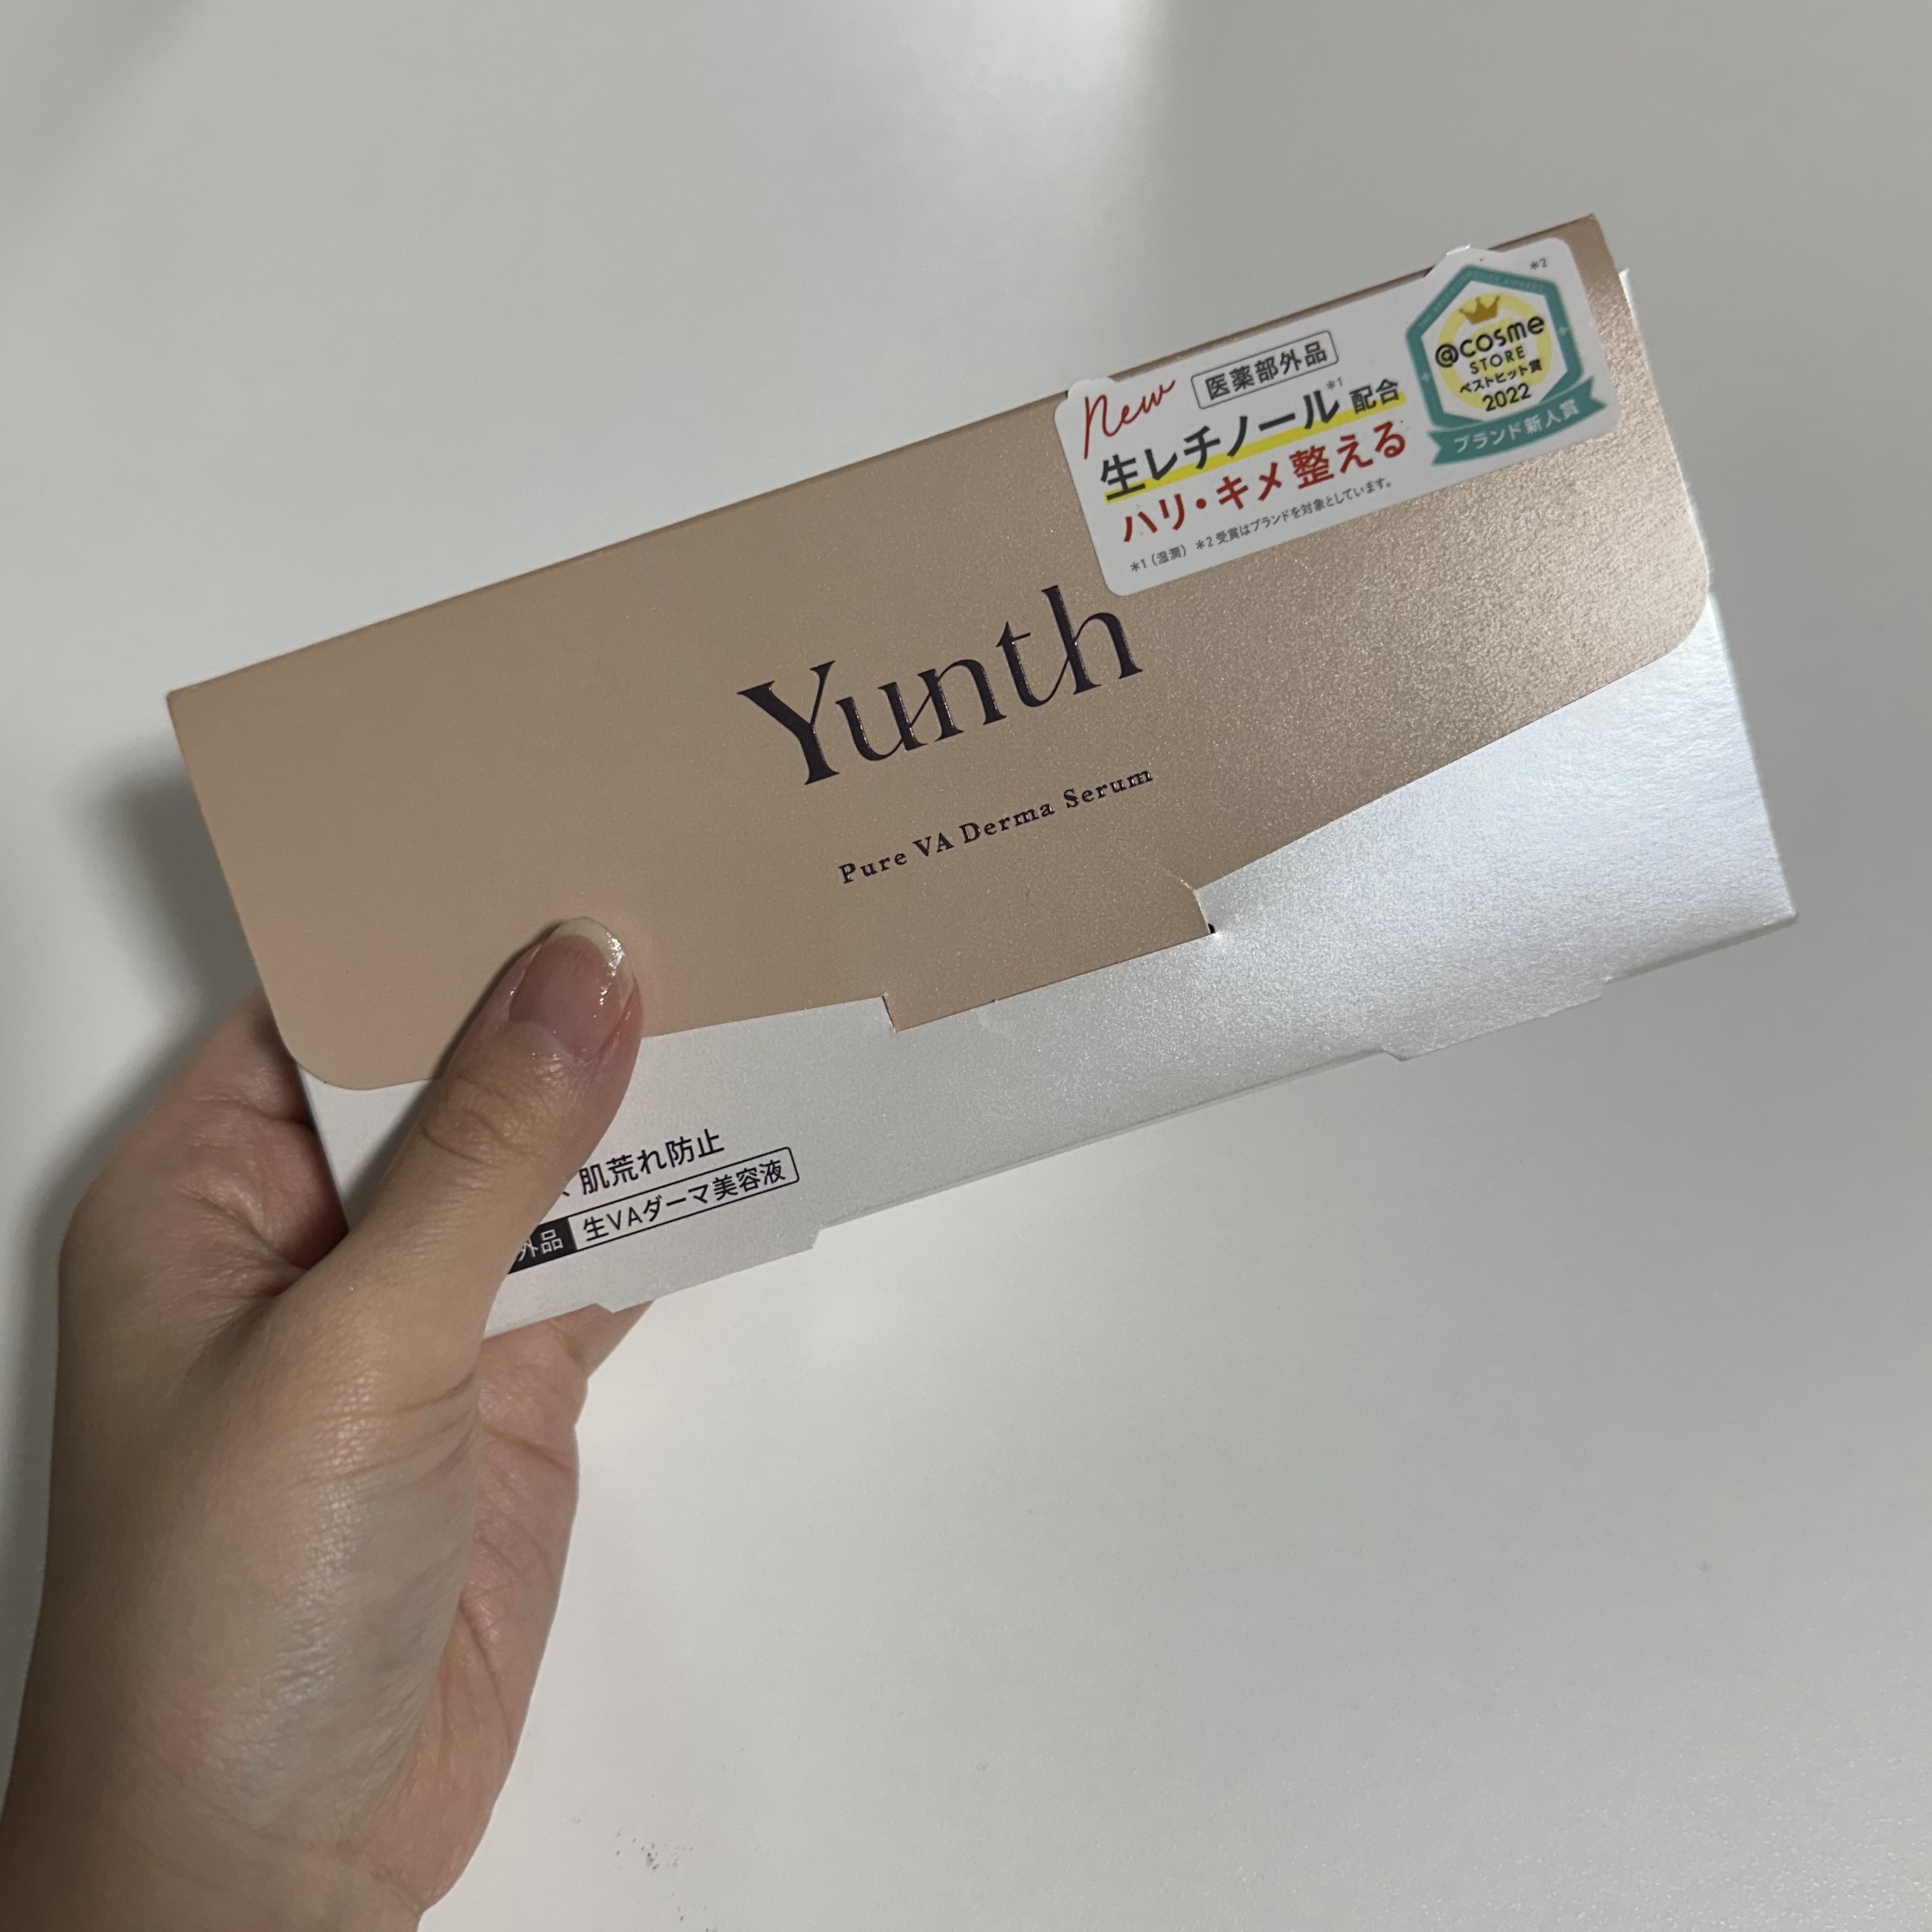 New 医薬部外品
生レチノール*1 配合
ハリ・キメ 整える
*1（湿潤） *2 受賞はブランドを対象としています。
*2
@cosme
STORE
ベストヒット賞
2022
ブランド新人賞
Yunth
Pure VA Derma Serum
肌荒れ防止
外品 生VAダーマ美容液